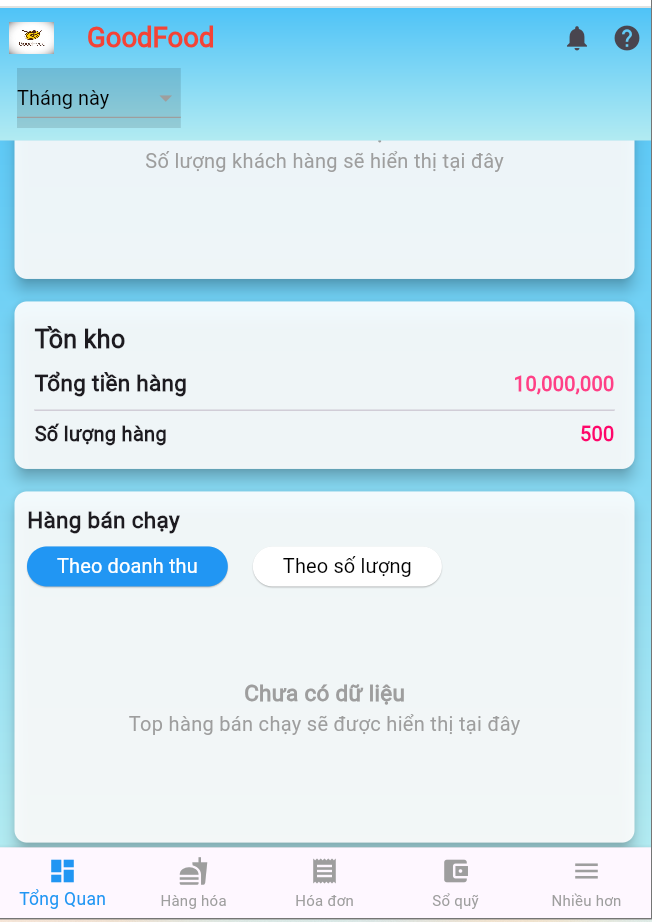 GoodFood
Tháng này
Số lượng khách hàng sẽ hiển thị tại đây
Tồn kho
Tổng tiền hàng 10,000,000
Số lượng hàng 500
Hàng bán chạy
Theo doanh thu Theo số lượng
Chưa có dữ liệu
Top hàng bán chạy sẽ được hiển thị tại đây
Tổng Quan Hàng hóa Hóa đơn Sổ quỹ Nhiều hơn